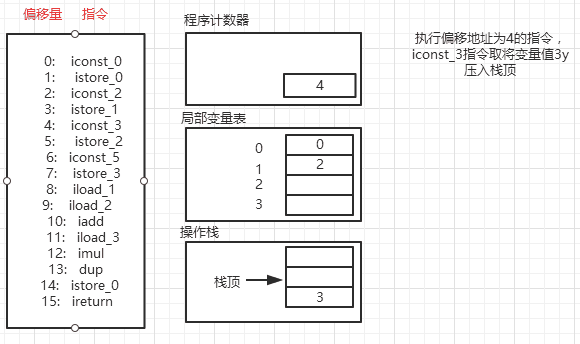 偏移量 指令
0: iconst_0
1: istore_0
2: iconst_2
3: istore_1
4: iconst_3
5: istore_2
6: iconst_5
7: istore_3
8: iload_1
9: iload_2
10: iadd
11: iload_3
12: imul
13: dup
14: istore_0
15: ireturn
程序计数器
4
局部变量表
0 0
1 2
2
3
操作栈
栈顶
3
执行偏移地址为4的指令，
iconst_3指令取将变量值3y
压入栈顶